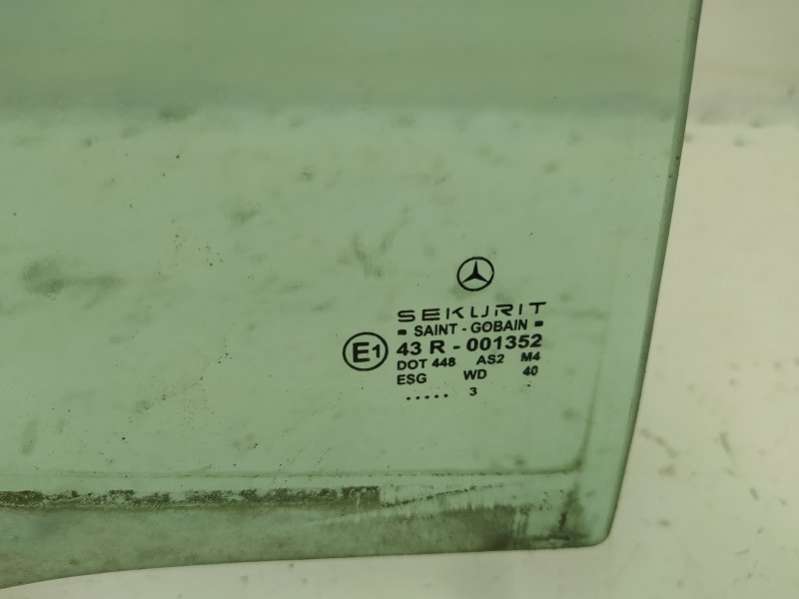 SEKURIT
SAINT - GOBAIN
E1 43 R - 001352
DOT 448 AS2 M4
ESG WD 40
..... 3